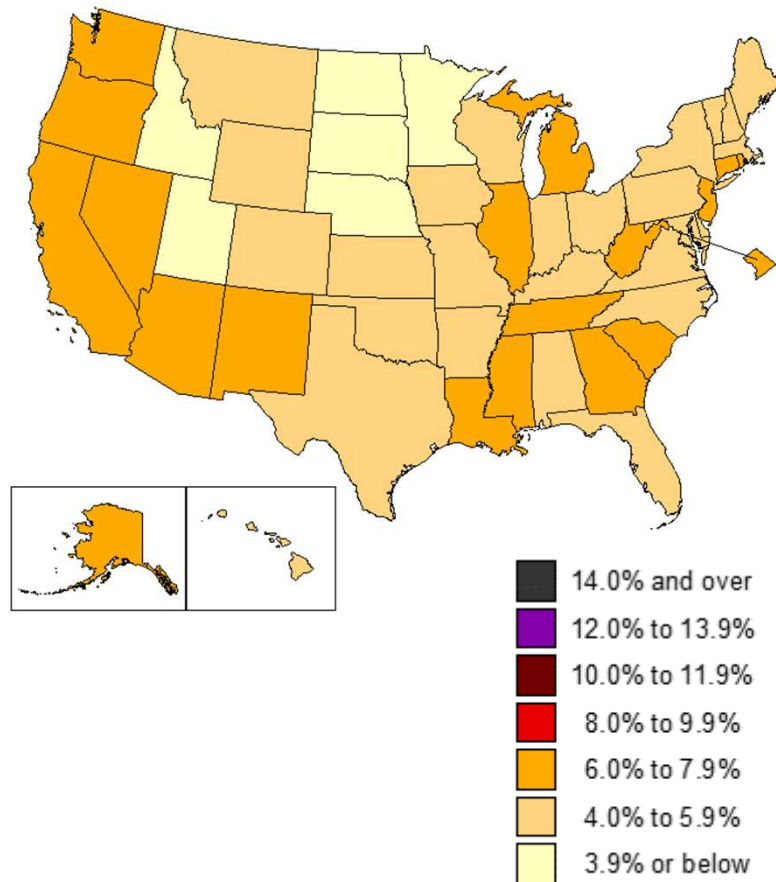 14.0% and over
12.0% to 13.9%
10.0% to 11.9%
8.0% to 9.9%
6.0% to 7.9%
4.0% to 5.9%
3.9% or below